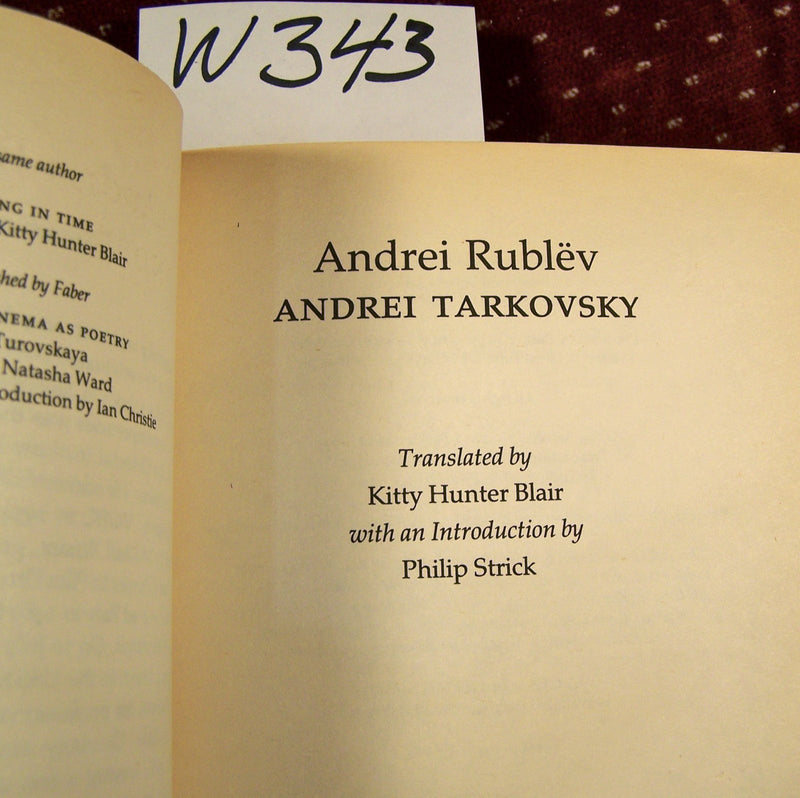 W343
same author
NG IN TIME
Kitty Hunter Blair
hed by Faber
NEMA AS POETRY
Turovskaya
Natasha Ward
oduction by Ian Christie
Andrei Rublëv
ANDREI TARKOVSKY
Translated by
Kitty Hunter Blair
with an Introduction by
Philip Strick